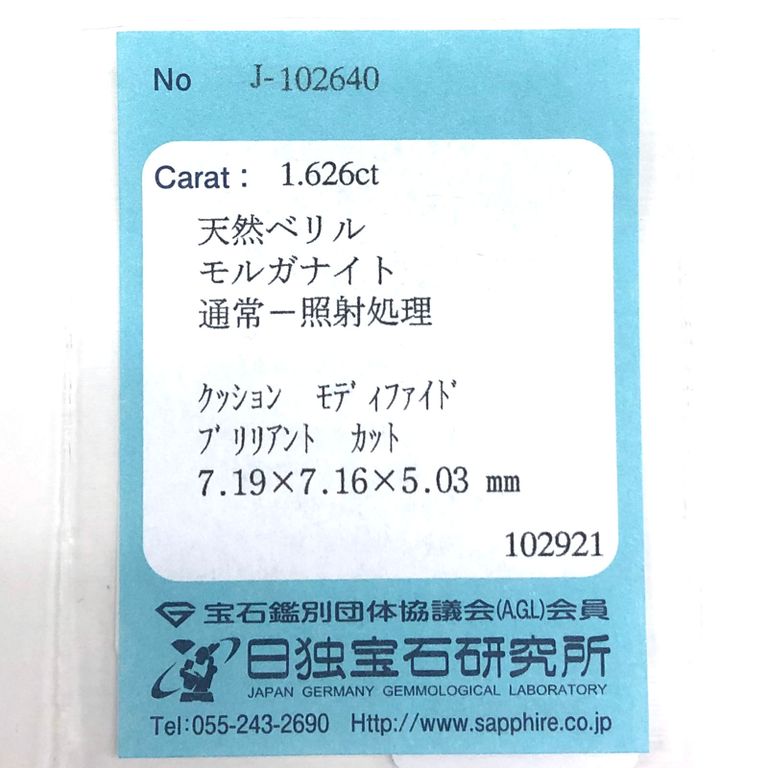 No J-102640
Carat : 1.626ct
天然ベリル
モルガナイト
通常－照射処理
ｸｯｼｮﾝ ﾓﾃﾞｨﾌｧｲﾄﾞ
ﾌﾞﾘﾘｱﾝﾄ ｶｯﾄ
7.19×7.16×5.03 mm
102921
宝石鑑別団体協議会(A.G.L)会員
日独宝石研究所
JAPAN GERMANY GEMMOLOGICAL LABORATORY
Tel:055-243-2690 Http://www.sapphire.co.jp